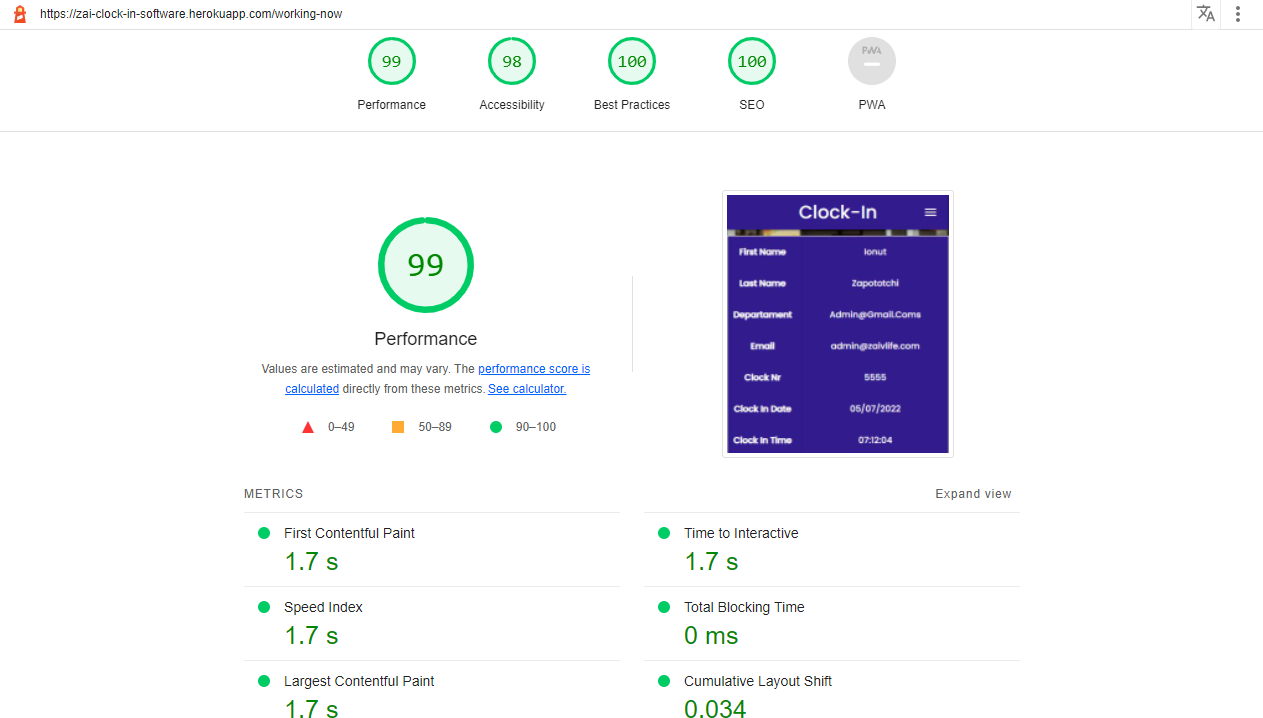 https://zai-clock-in-software.herokuapp.com/working-now
99
98
100
100
PWA
Performance
Accessibility
Best Practices
SEO
PWA
99
Performance
Values are estimated and may vary. The performance score is
calculated directly from these metrics. See calculator.
0–49
50–89
90–100
Clock-In
First Name Ionut
Last Name Zapototchi
Departament Admin@Gmail.Coms
Email admin@zaivlife.com
Clock Nr 5555
Clock In Date 05/07/2022
Clock In Time 07:12:04
METRICS
Expand view
First Contentful Paint
1.7 s
Time to Interactive
1.7 s
Speed Index
1.7 s
Total Blocking Time
0 ms
Largest Contentful Paint
1.7 s
Cumulative Layout Shift
0.034